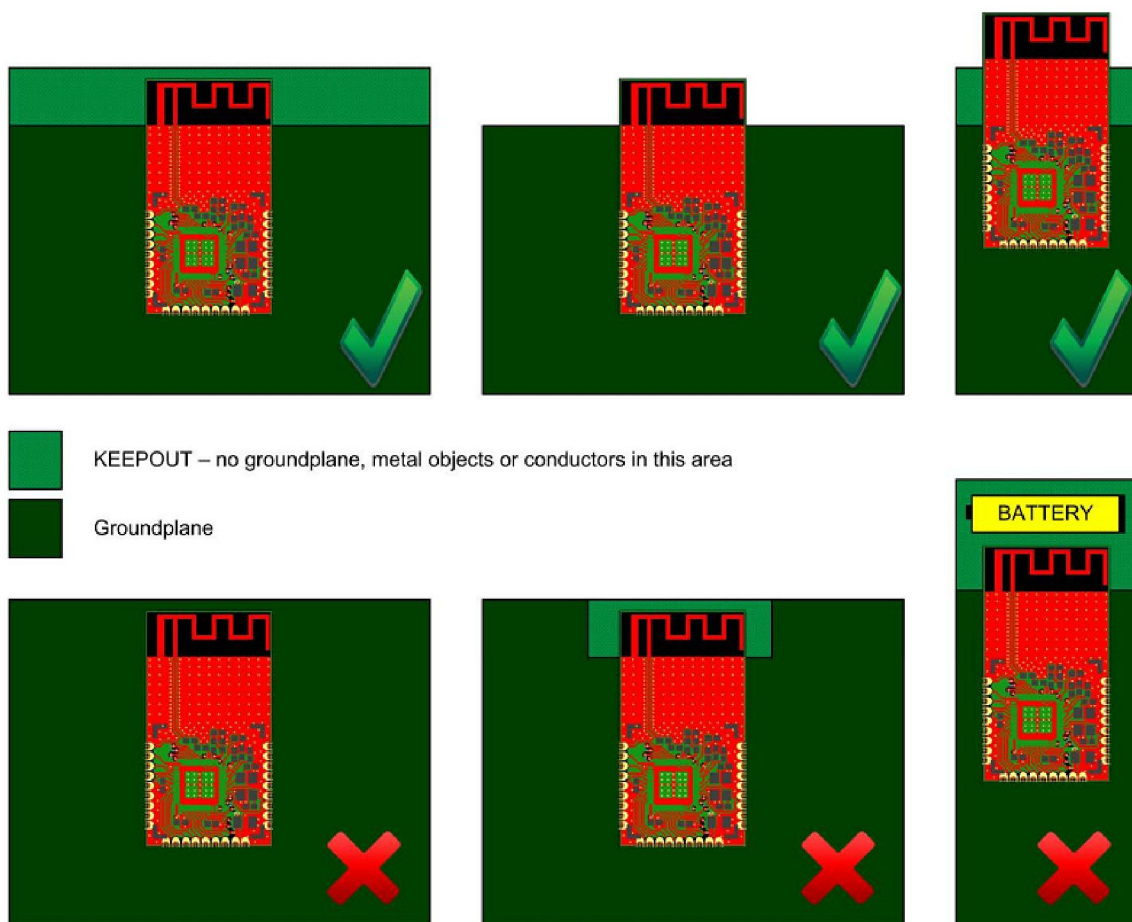 KEEPOUT – no groundplane, metal objects or conductors in this area
Groundplane
BATTERY